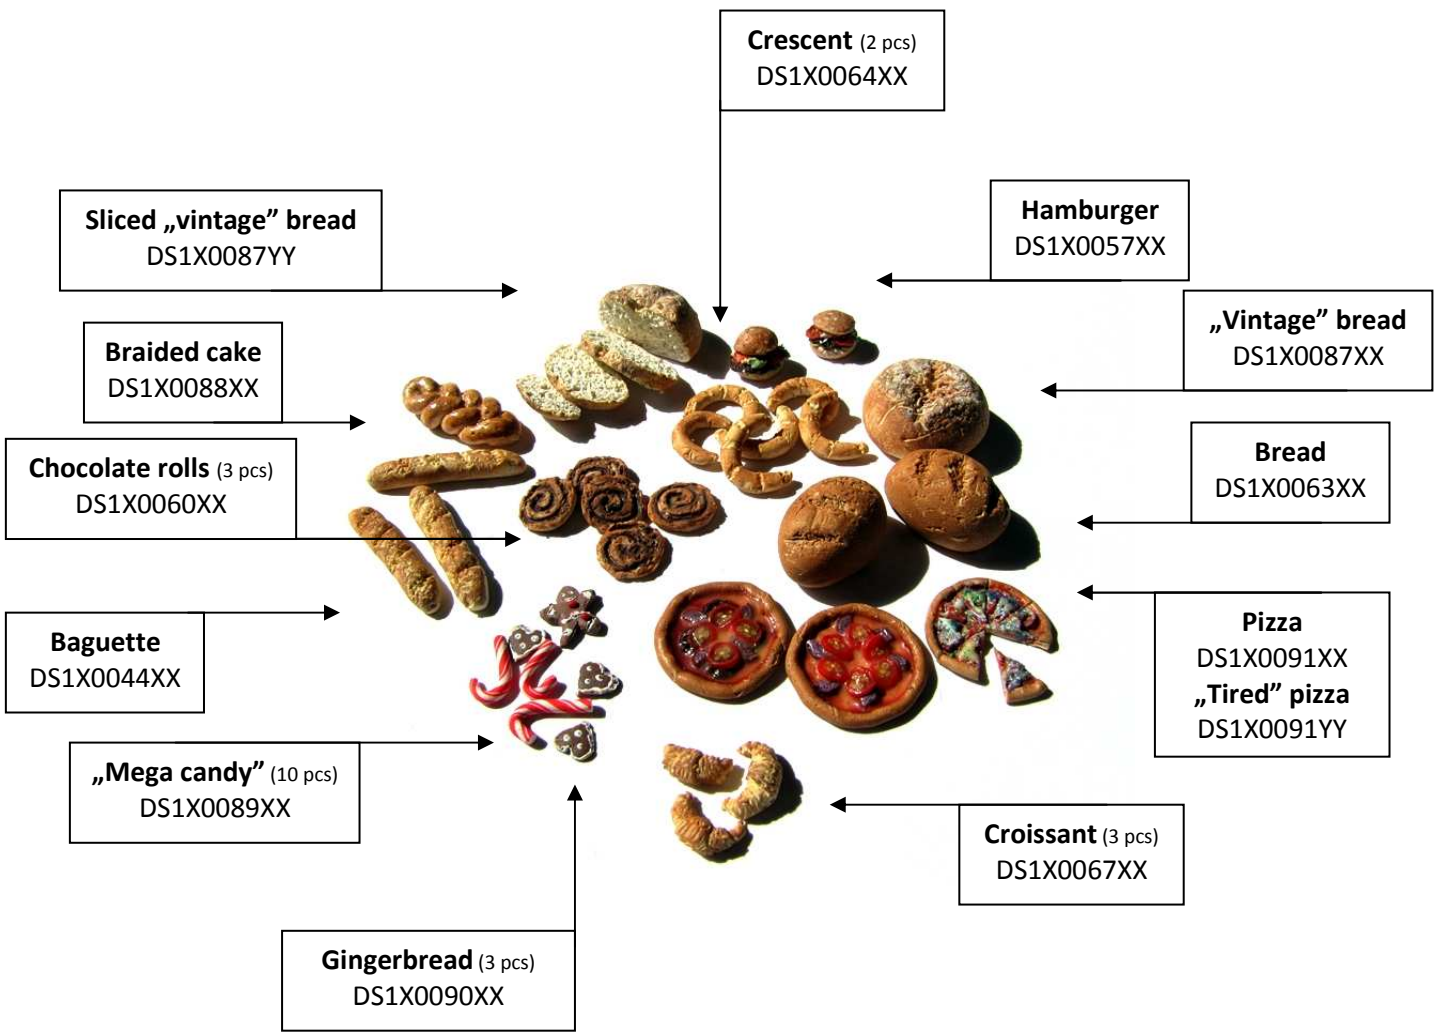 Crescent (2 pcs)
DS1X0064XX
Sliced „vintage” bread
DS1X0087YY
Hamburger
DS1X0057XX
„Vintage” bread
DS1X0087XX
Braided cake
DS1X0088XX
Chocolate rolls (3 pcs)
DS1X0060XX
Bread
DS1X0063XX
Baguette
DS1X0044XX
Pizza
DS1X0091XX
„Tired” pizza
DS1X0091YY
„Mega candy” (10 pcs)
DS1X0089XX
Croissant (3 pcs)
DS1X0067XX
Gingerbread (3 pcs)
DS1X0090XX